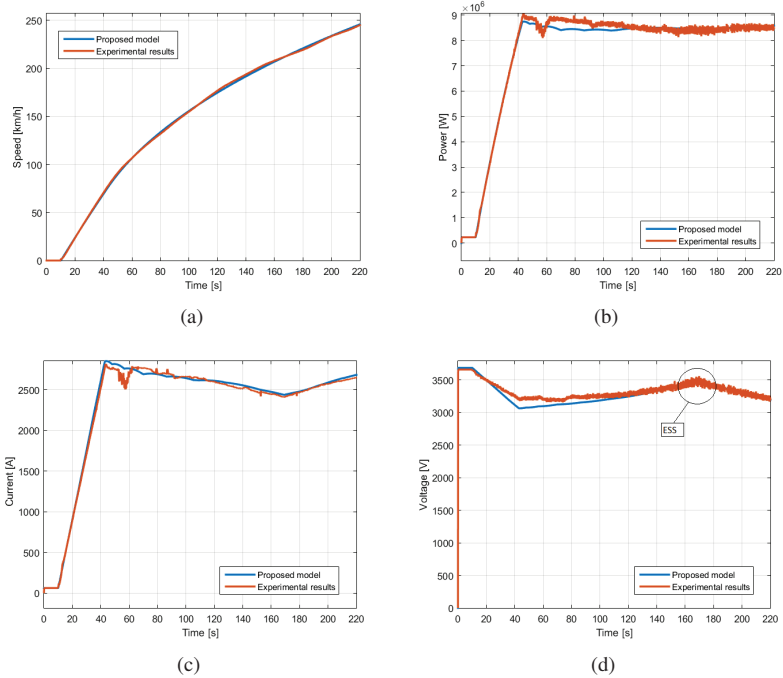 250
200
150
100
50
0
Speed [km/h]
0 20 40 60 80 100 120 140 160 180 200 220
Time [s]
Proposed model
Experimental results
(a)
× 10⁶
9
8
7
6
5
4
3
2
1
0
Power [W]
0 20 40 60 80 100 120 140 160 180 200 220
Time [s]
Proposed model
Experimental results
(b)
2500
2000
1500
1000
500
0
Current [A]
0 20 40 60 80 100 120 140 160 180 200 220
Time [s]
Proposed model
Experimental results
(c)
3500
3000
2500
2000
1500
1000
500
0
Voltage [V]
ESS
0 20 40 60 80 100 120 140 160 180 200 220
Time [s]
Proposed model
Experimental results
(d)